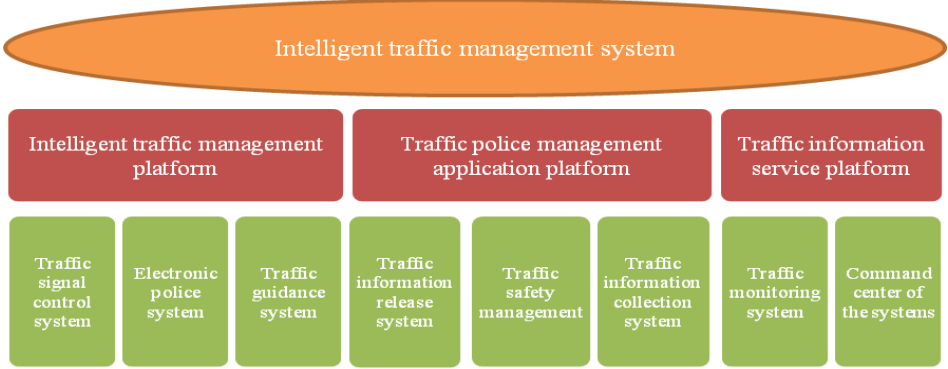 Intelligent traffic management system
Intelligent traffic management
platform
Traffic police management
application platform
Traffic information
service platform
Traffic
signal
control
system
Electronic
police
system
Traffic
guidance
system
Traffic
information
release
system
Traffic
safety
management
Traffic
information
collection
system
Traffic
monitoring
system
Command
center of
the systems